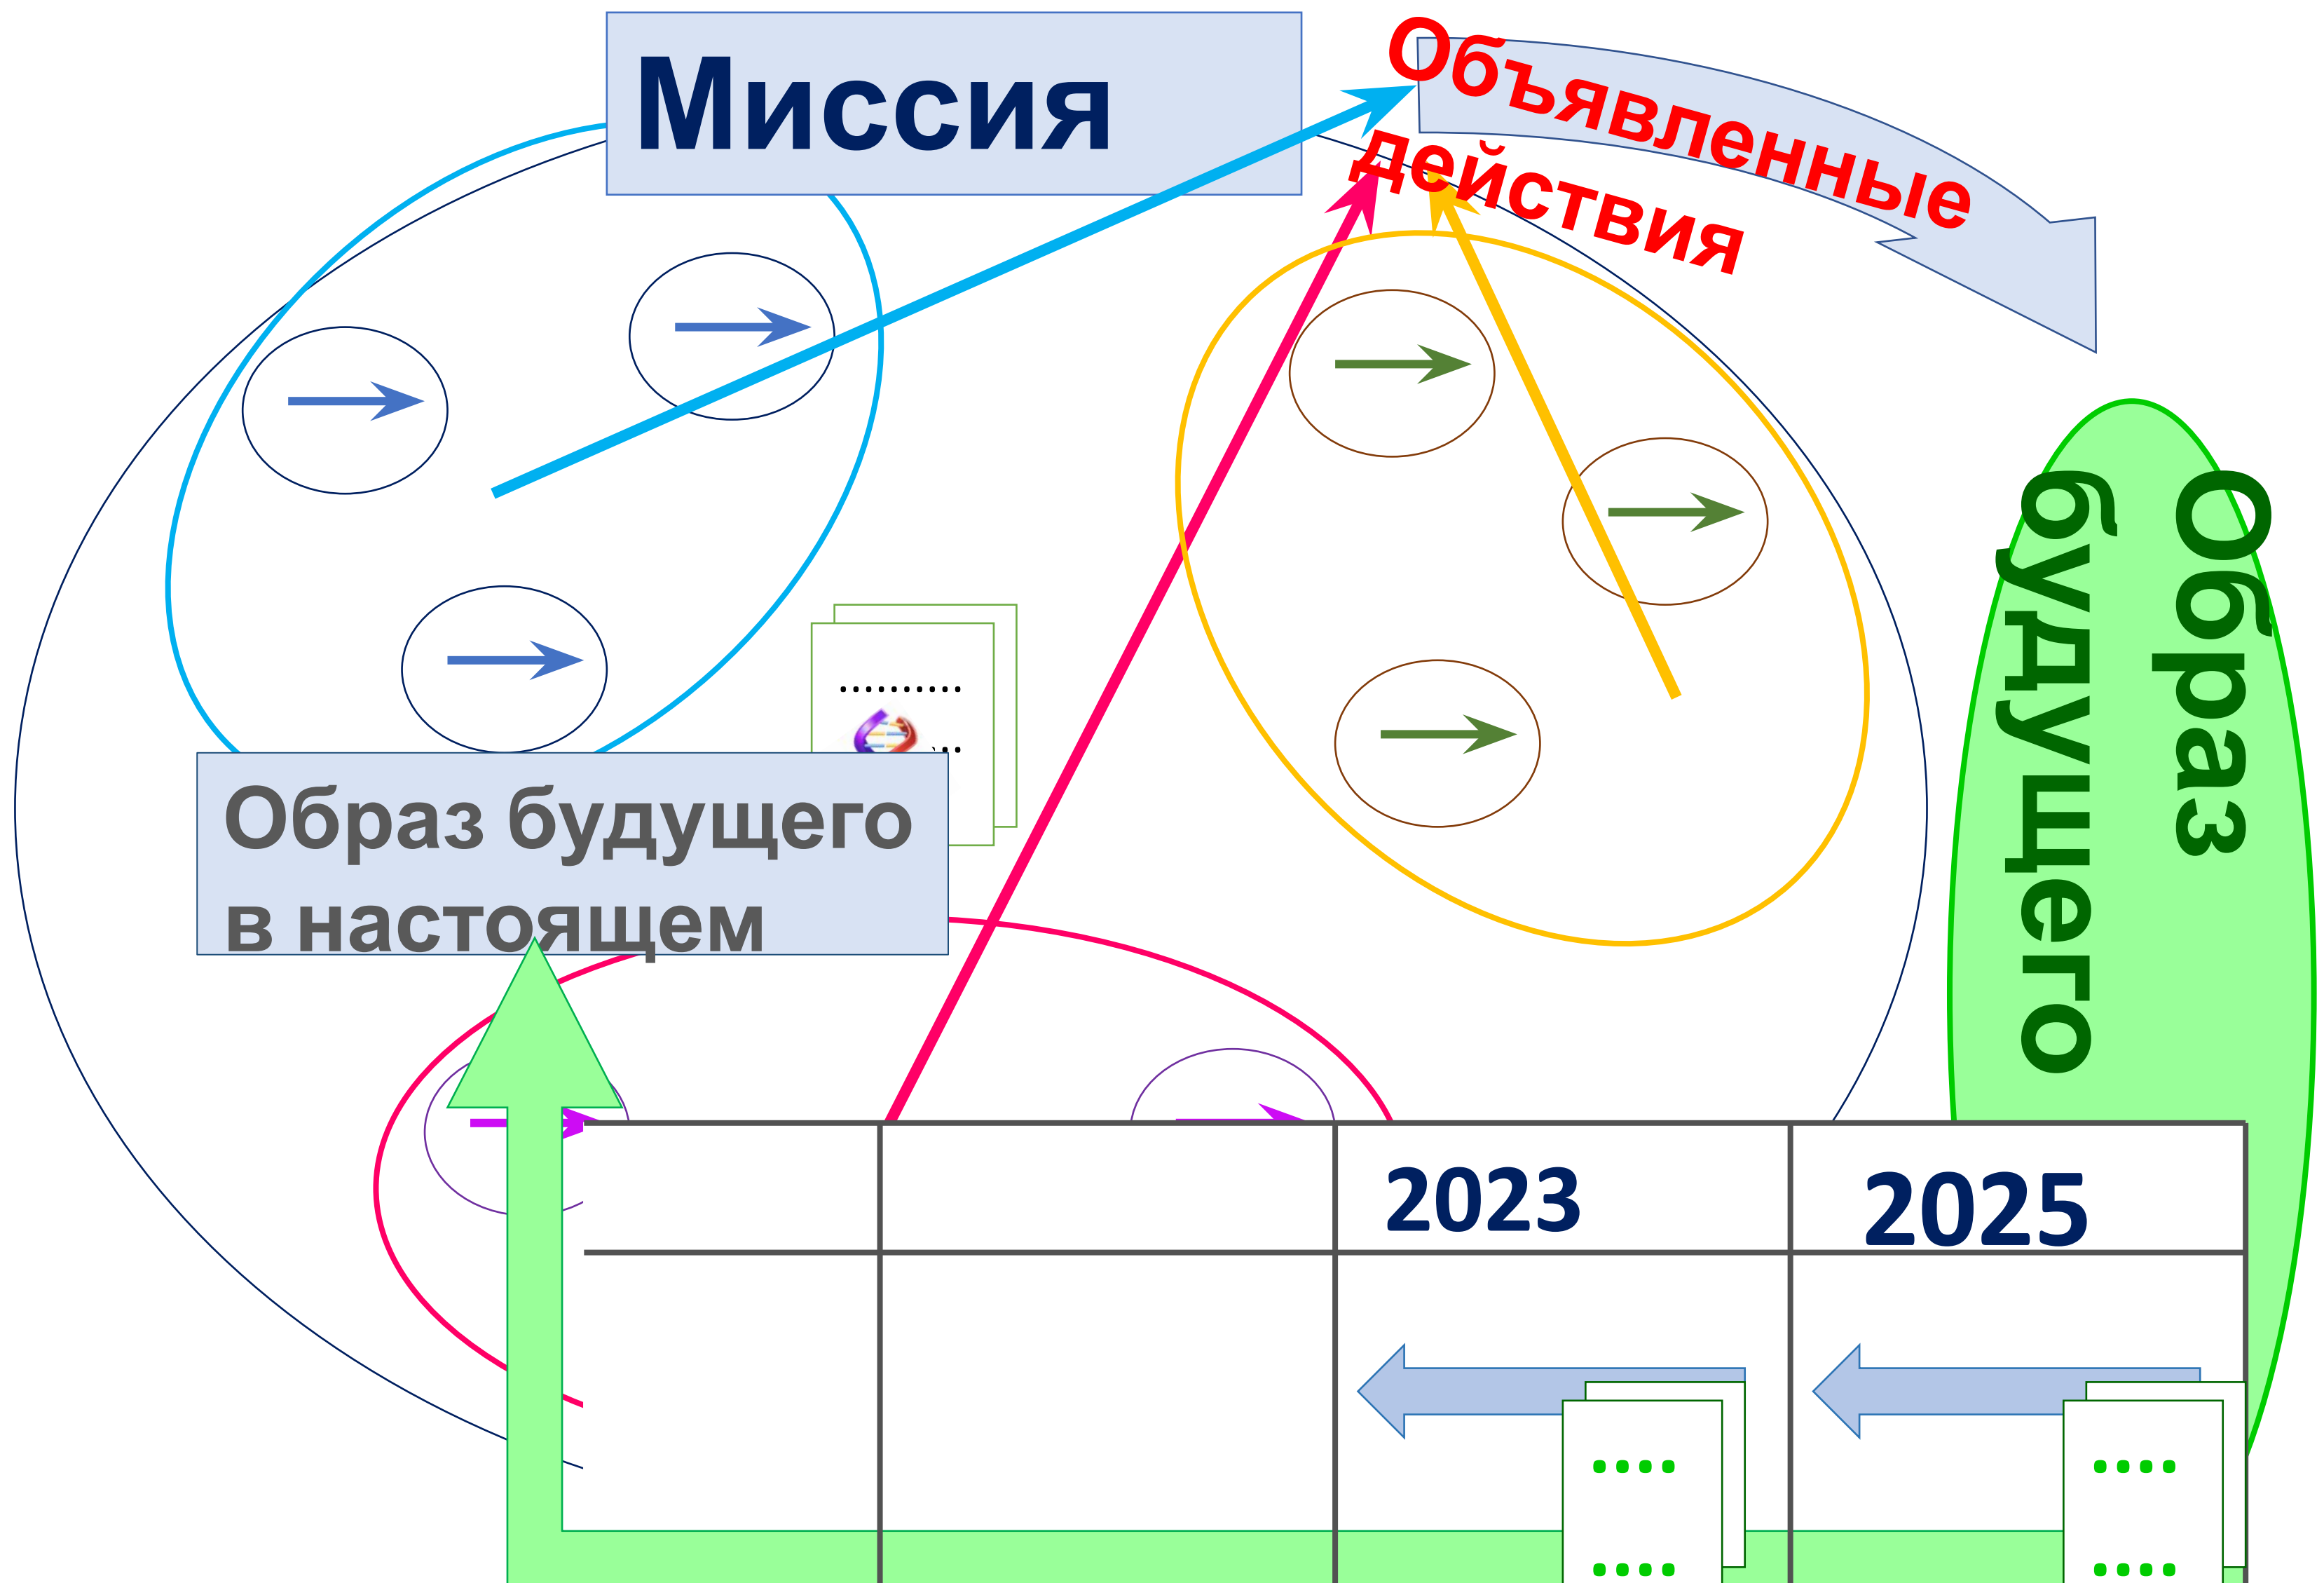 Миссия
Объявленные
действия
Образ
будущего
..........
...
Образ будущего
в настоящем
2023
2025
....
....
....
....